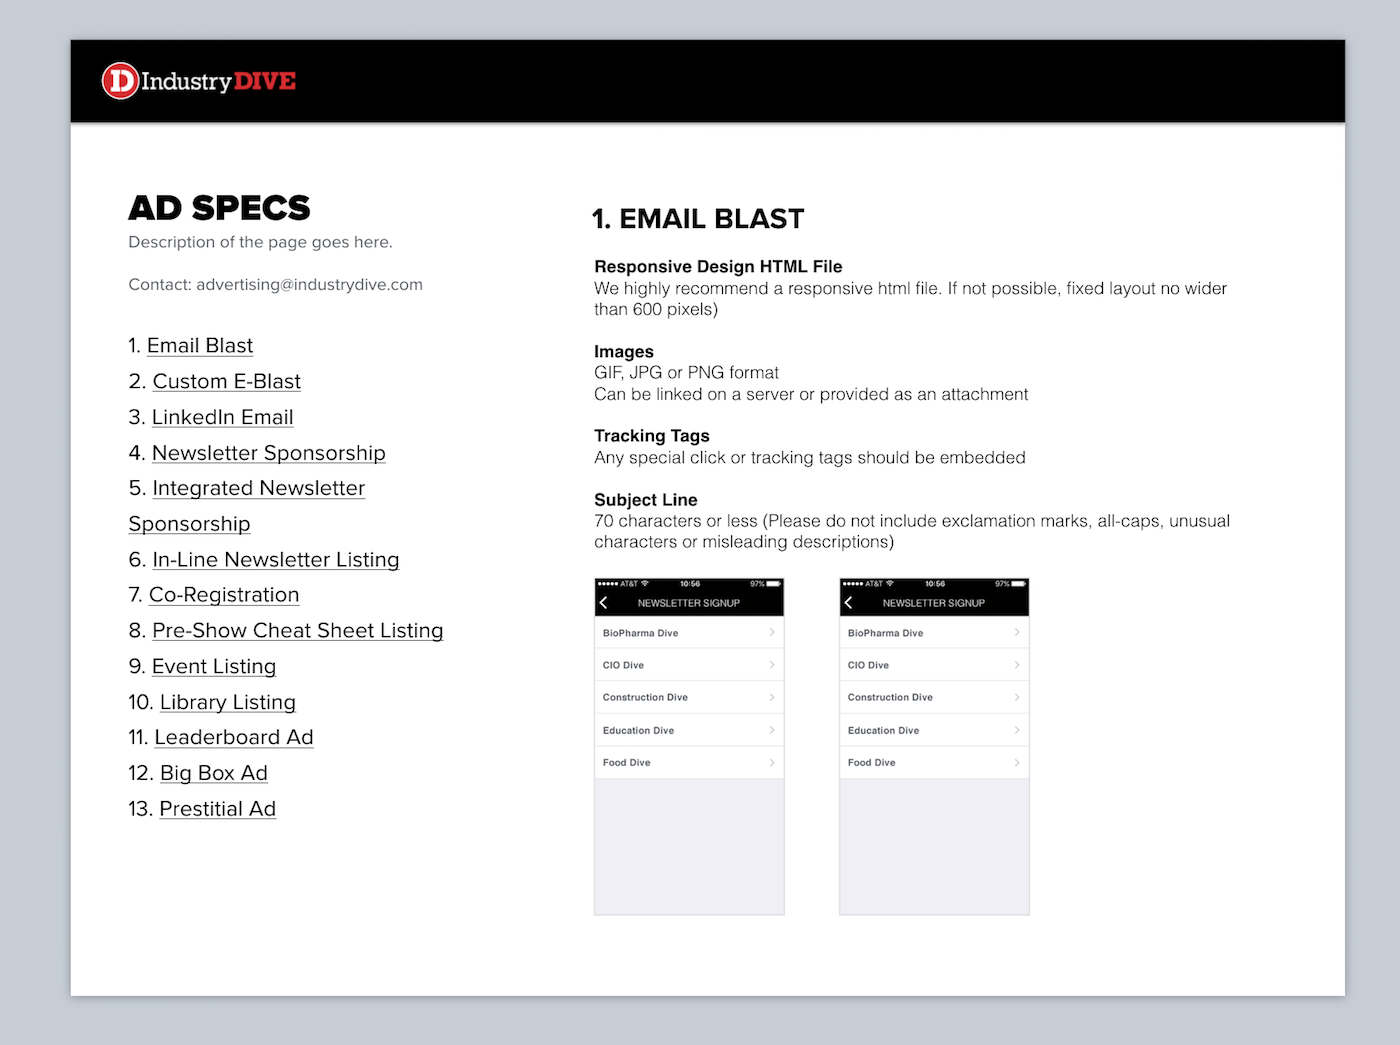 D IndustryDIVE
AD SPECS
Description of the page goes here.
Contact: advertising@industrydive.com
1. Email Blast
2. Custom E-Blast
3. LinkedIn Email
4. Newsletter Sponsorship
5. Integrated Newsletter
Sponsorship
6. In-Line Newsletter Listing
7. Co-Registration
8. Pre-Show Cheat Sheet Listing
9. Event Listing
10. Library Listing
11. Leaderboard Ad
12. Big Box Ad
13. Prestitial Ad
1. EMAIL BLAST
Responsive Design HTML File
We highly recommend a responsive html file. If not possible, fixed layout no wider
than 600 pixels)
Images
GIF, JPG or PNG format
Can be linked on a server or provided as an attachment
Tracking Tags
Any special click or tracking tags should be embedded
Subject Line
70 characters or less (Please do not include exclamation marks, all-caps, unusual
characters or misleading descriptions)
AT&T 10:56 97%
NEWSLETTER SIGNUP
BioPharma Dive
CIO Dive
Construction Dive
Education Dive
Food Dive
AT&T 10:56 97%
NEWSLETTER SIGNUP
BioPharma Dive
CIO Dive
Construction Dive
Education Dive
Food Dive